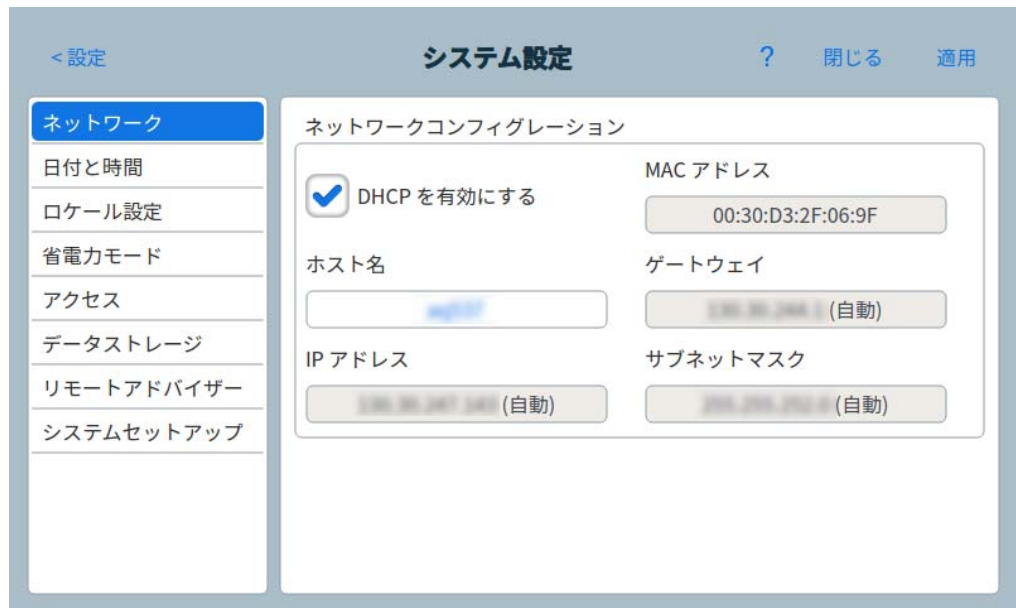 < 設定
システム設定
?
閉じる
適用
ネットワーク
日付と時間
ロケール設定
省電力モード
アクセス
データストレージ
リモートアドバイザー
システムセットアップ
ネットワークコンフィグレーション
DHCP を有効にする
MAC アドレス
00:30:D3:2F:06:9F
ホスト名
ゲートウェイ
(自動)
IP アドレス
サブネットマスク
(自動)
(自動)